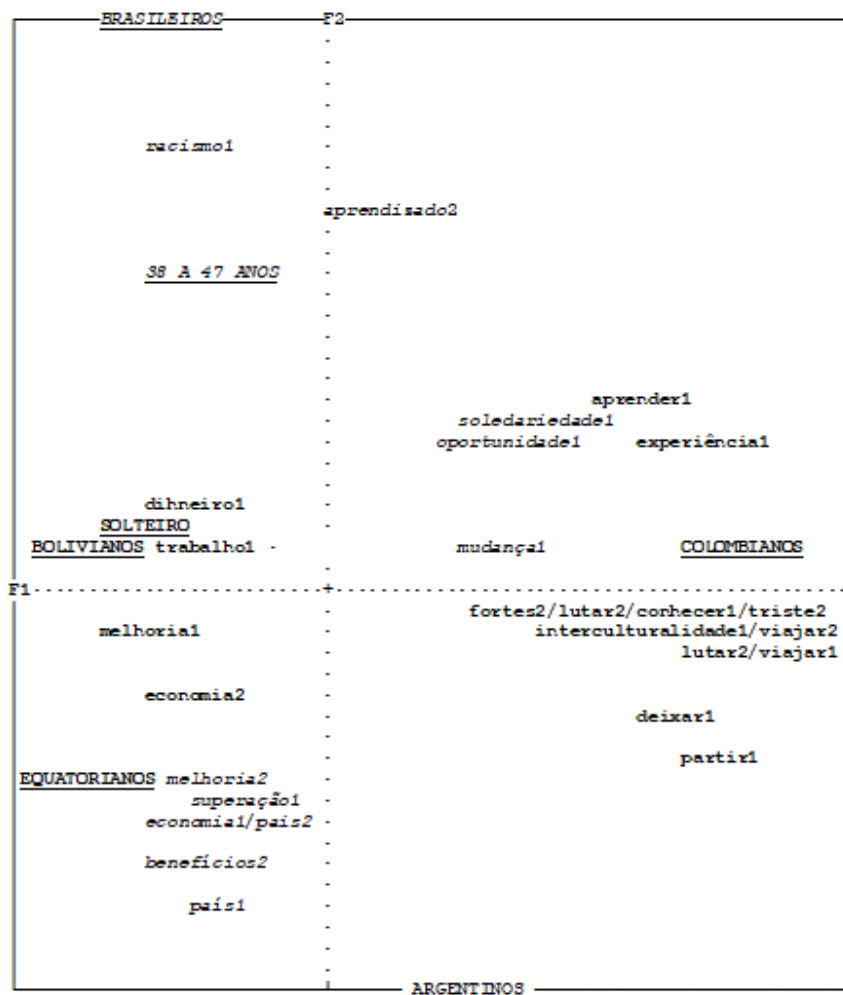 BRASILEIROS F2
racismo1
aprendizado2
38 A 47 ANOS
aprender1
soledariedade1
oportunidade1 experiência1
dihneiro1
SOLTEIRO
BOLIVIANOS trabalho1 mudança1 COLOMBIANOS
F1
fortes2/lutar2/conhecer1/triste2
melhoria1 interculturalidade1/viajar2
lutar2/viajar1
economia2
deixar1
partir1
EQUATORIANOS melhoria2
superação1
economia1/pais2
benefícios2
país1
ARGENTINOS